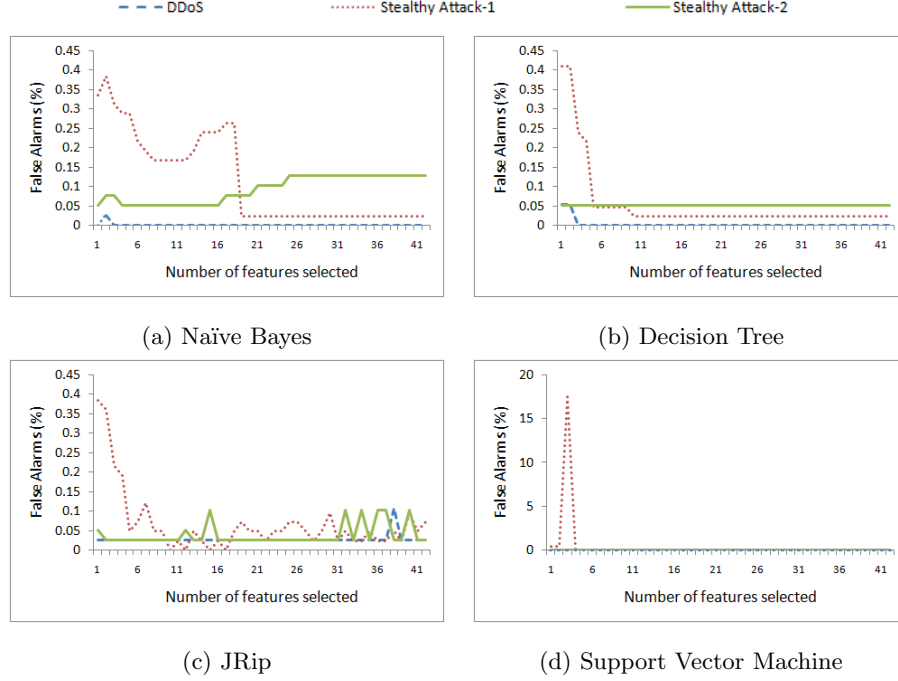 DDoS Stealthy Attack-1 Stealthy Attack-2
0.45
0.4
0.35
0.3
0.25
0.2
0.15
0.1
0.05
0
False Alarms (%)
1 6 11 16 21 26 31 36 41
Number of features selected
(a) Naïve Bayes
0.45
0.4
0.35
0.3
0.25
0.2
0.15
0.1
0.05
0
False Alarms (%)
1 6 11 16 21 26 31 36 41
Number of features selected
(b) Decision Tree
0.45
0.4
0.35
0.3
0.25
0.2
0.15
0.1
0.05
0
False Alarms (%)
1 6 11 16 21 26 31 36 41
Number of features selected
(c) JRip
20
15
10
5
0
False Alarms (%)
1 6 11 16 21 26 31 36 41
Number of features selected
(d) Support Vector Machine